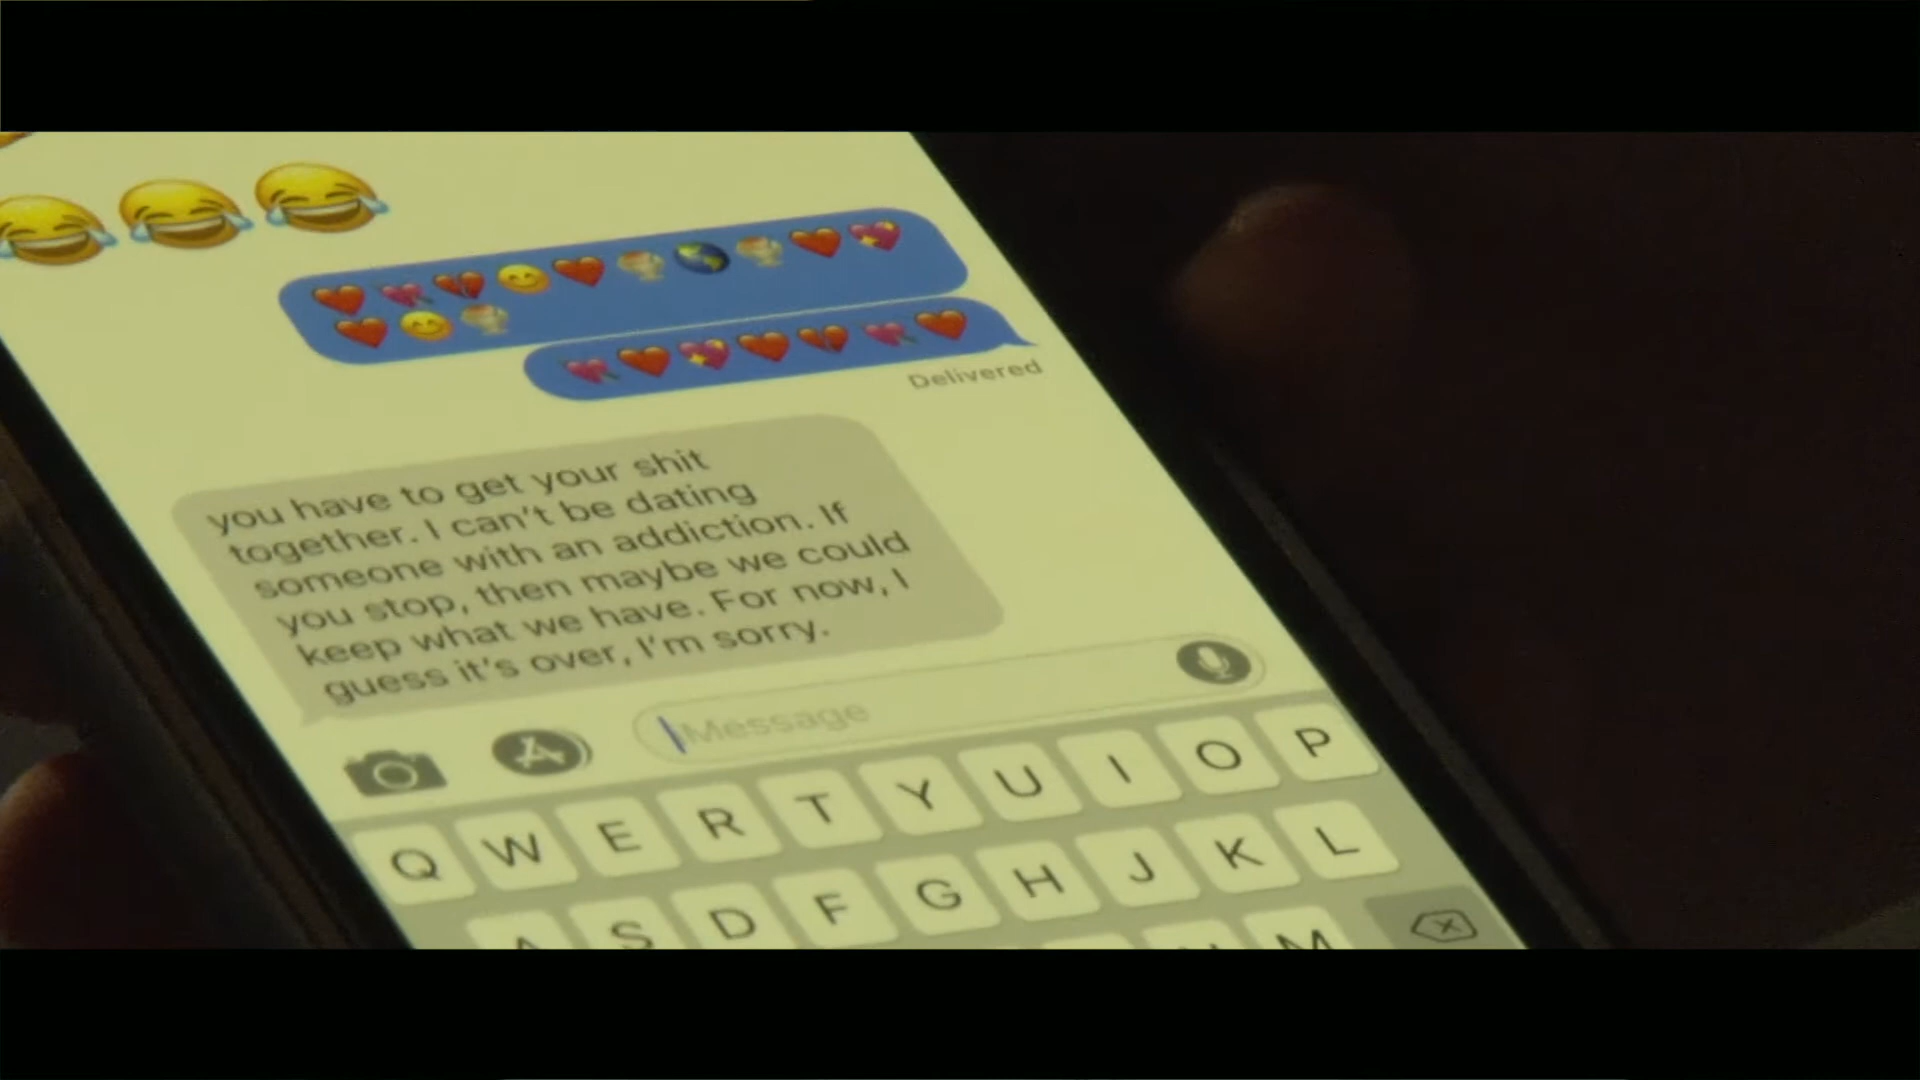 Delivered
you have to get your shit
together. I can't be dating
someone with an addiction. If
you stop, then maybe we could
keep what we have. For now, I
guess it's over, I'm sorry.
Message
Q W E R T Y U I O P
A S D F G H J K L
N M